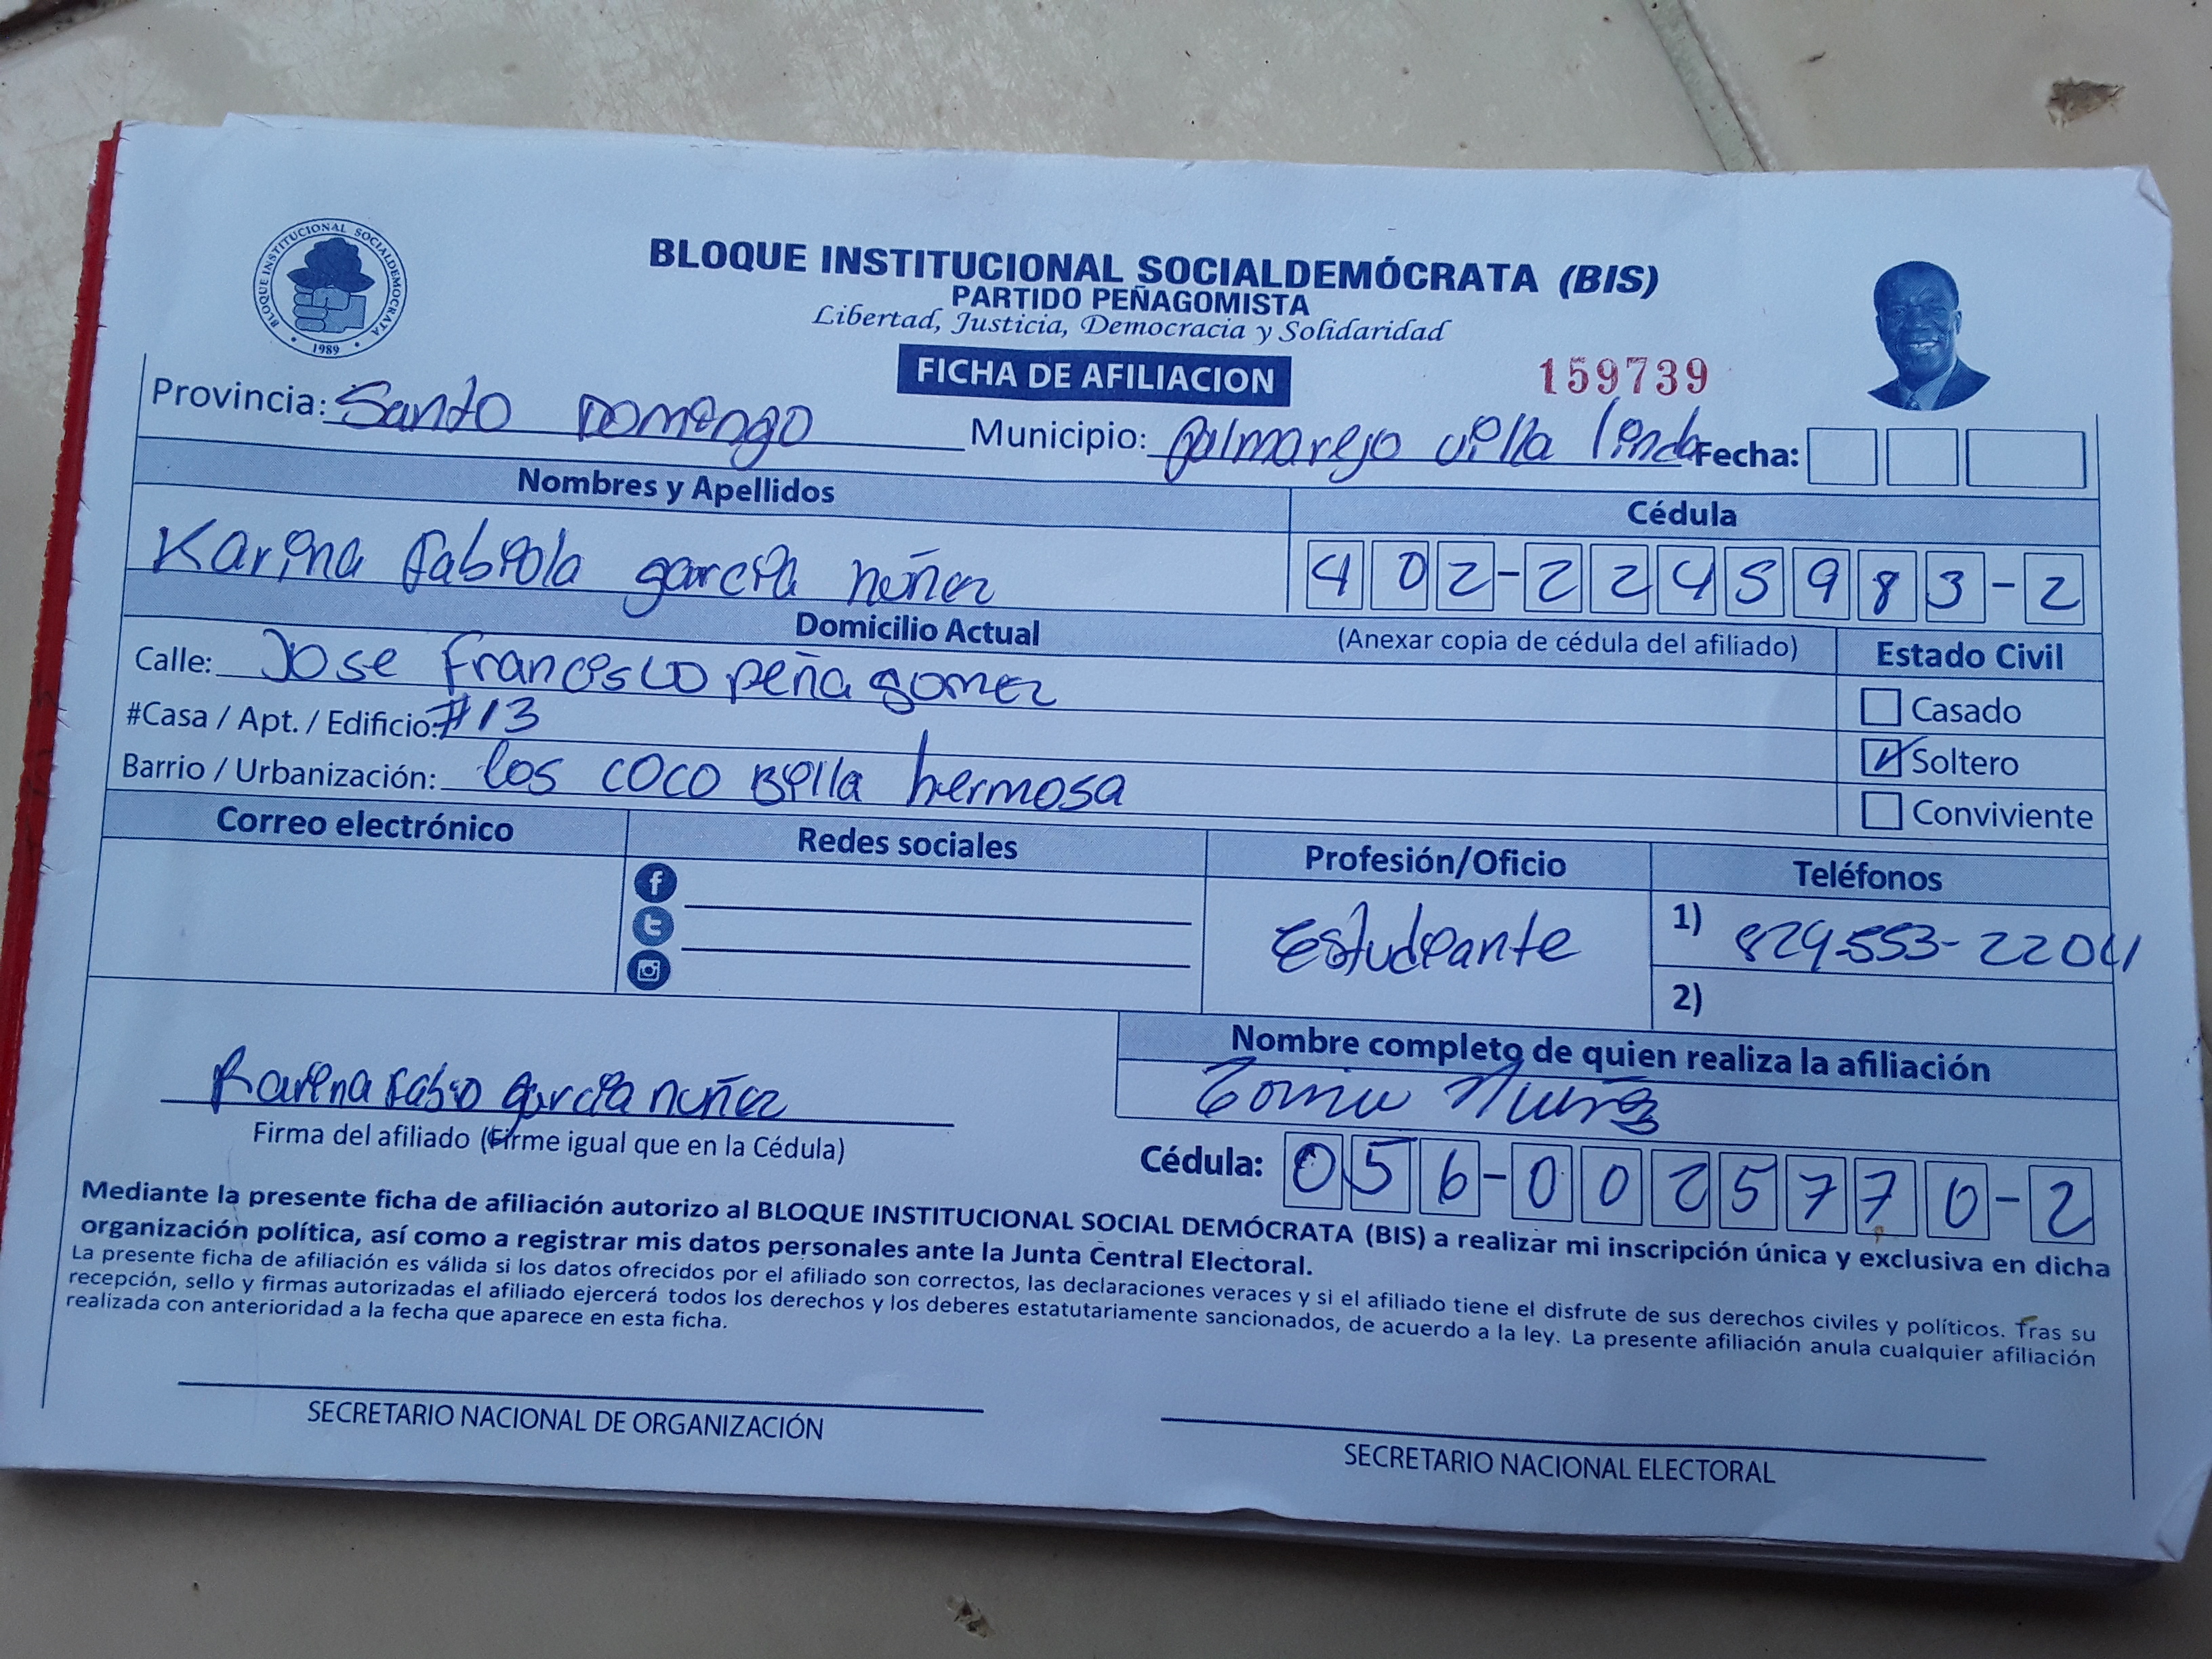 BLOQUE INSTITUCIONAL SOCIALDEMOCRATA
1989
BLOQUE INSTITUCIONAL SOCIALDEMÓCRATA (BIS)
PARTIDO PEÑAGOMISTA
Libertad, Justicia, Democracia y Solidaridad
FICHA DE AFILIACION
159739
Provincia: Santo Domingo Municipio: palmarejo villa linda Fecha:
Nombres y Apellidos Cédula
Karina fabiola garcia nuñez 402-2245983-2
Domicilio Actual (Anexar copia de cédula del afiliado) Estado Civil
Calle: Jose francisco peña gomez
Casado
#Casa / Apt. / Edificio: #13
Soltero
Barrio / Urbanización: los coco Bella hermosa
Conviviente
Correo electrónico Redes sociales Profesión/Oficio Teléfonos
Estudiante 1) 829-553-2204
2)
Nombre completo de quien realiza la afiliación
Karina fabio garcia nuñez
Firma del afiliado (Firme igual que en la Cédula)
Cédula: 056-0025770-2
Mediante la presente ficha de afiliación autorizo al BLOQUE INSTITUCIONAL SOCIAL DEMÓCRATA (BIS) a realizar mi inscripción única y exclusiva en dicha
organización política, así como a registrar mis datos personales ante la Junta Central Electoral.
La presente ficha de afiliación es válida si los datos ofrecidos por el afiliado son correctos, las declaraciones veraces y si el afiliado tiene el disfrute de sus derechos civiles y políticos. Tras su
recepción, sello y firmas autorizadas el afiliado ejercerá todos los derechos y los deberes estatutariamente sancionados, de acuerdo a la ley. La presente afiliación anula cualquier afiliación
realizada con anterioridad a la fecha que aparece en esta ficha.
SECRETARIO NACIONAL DE ORGANIZACIÓN
SECRETARIO NACIONAL ELECTORAL